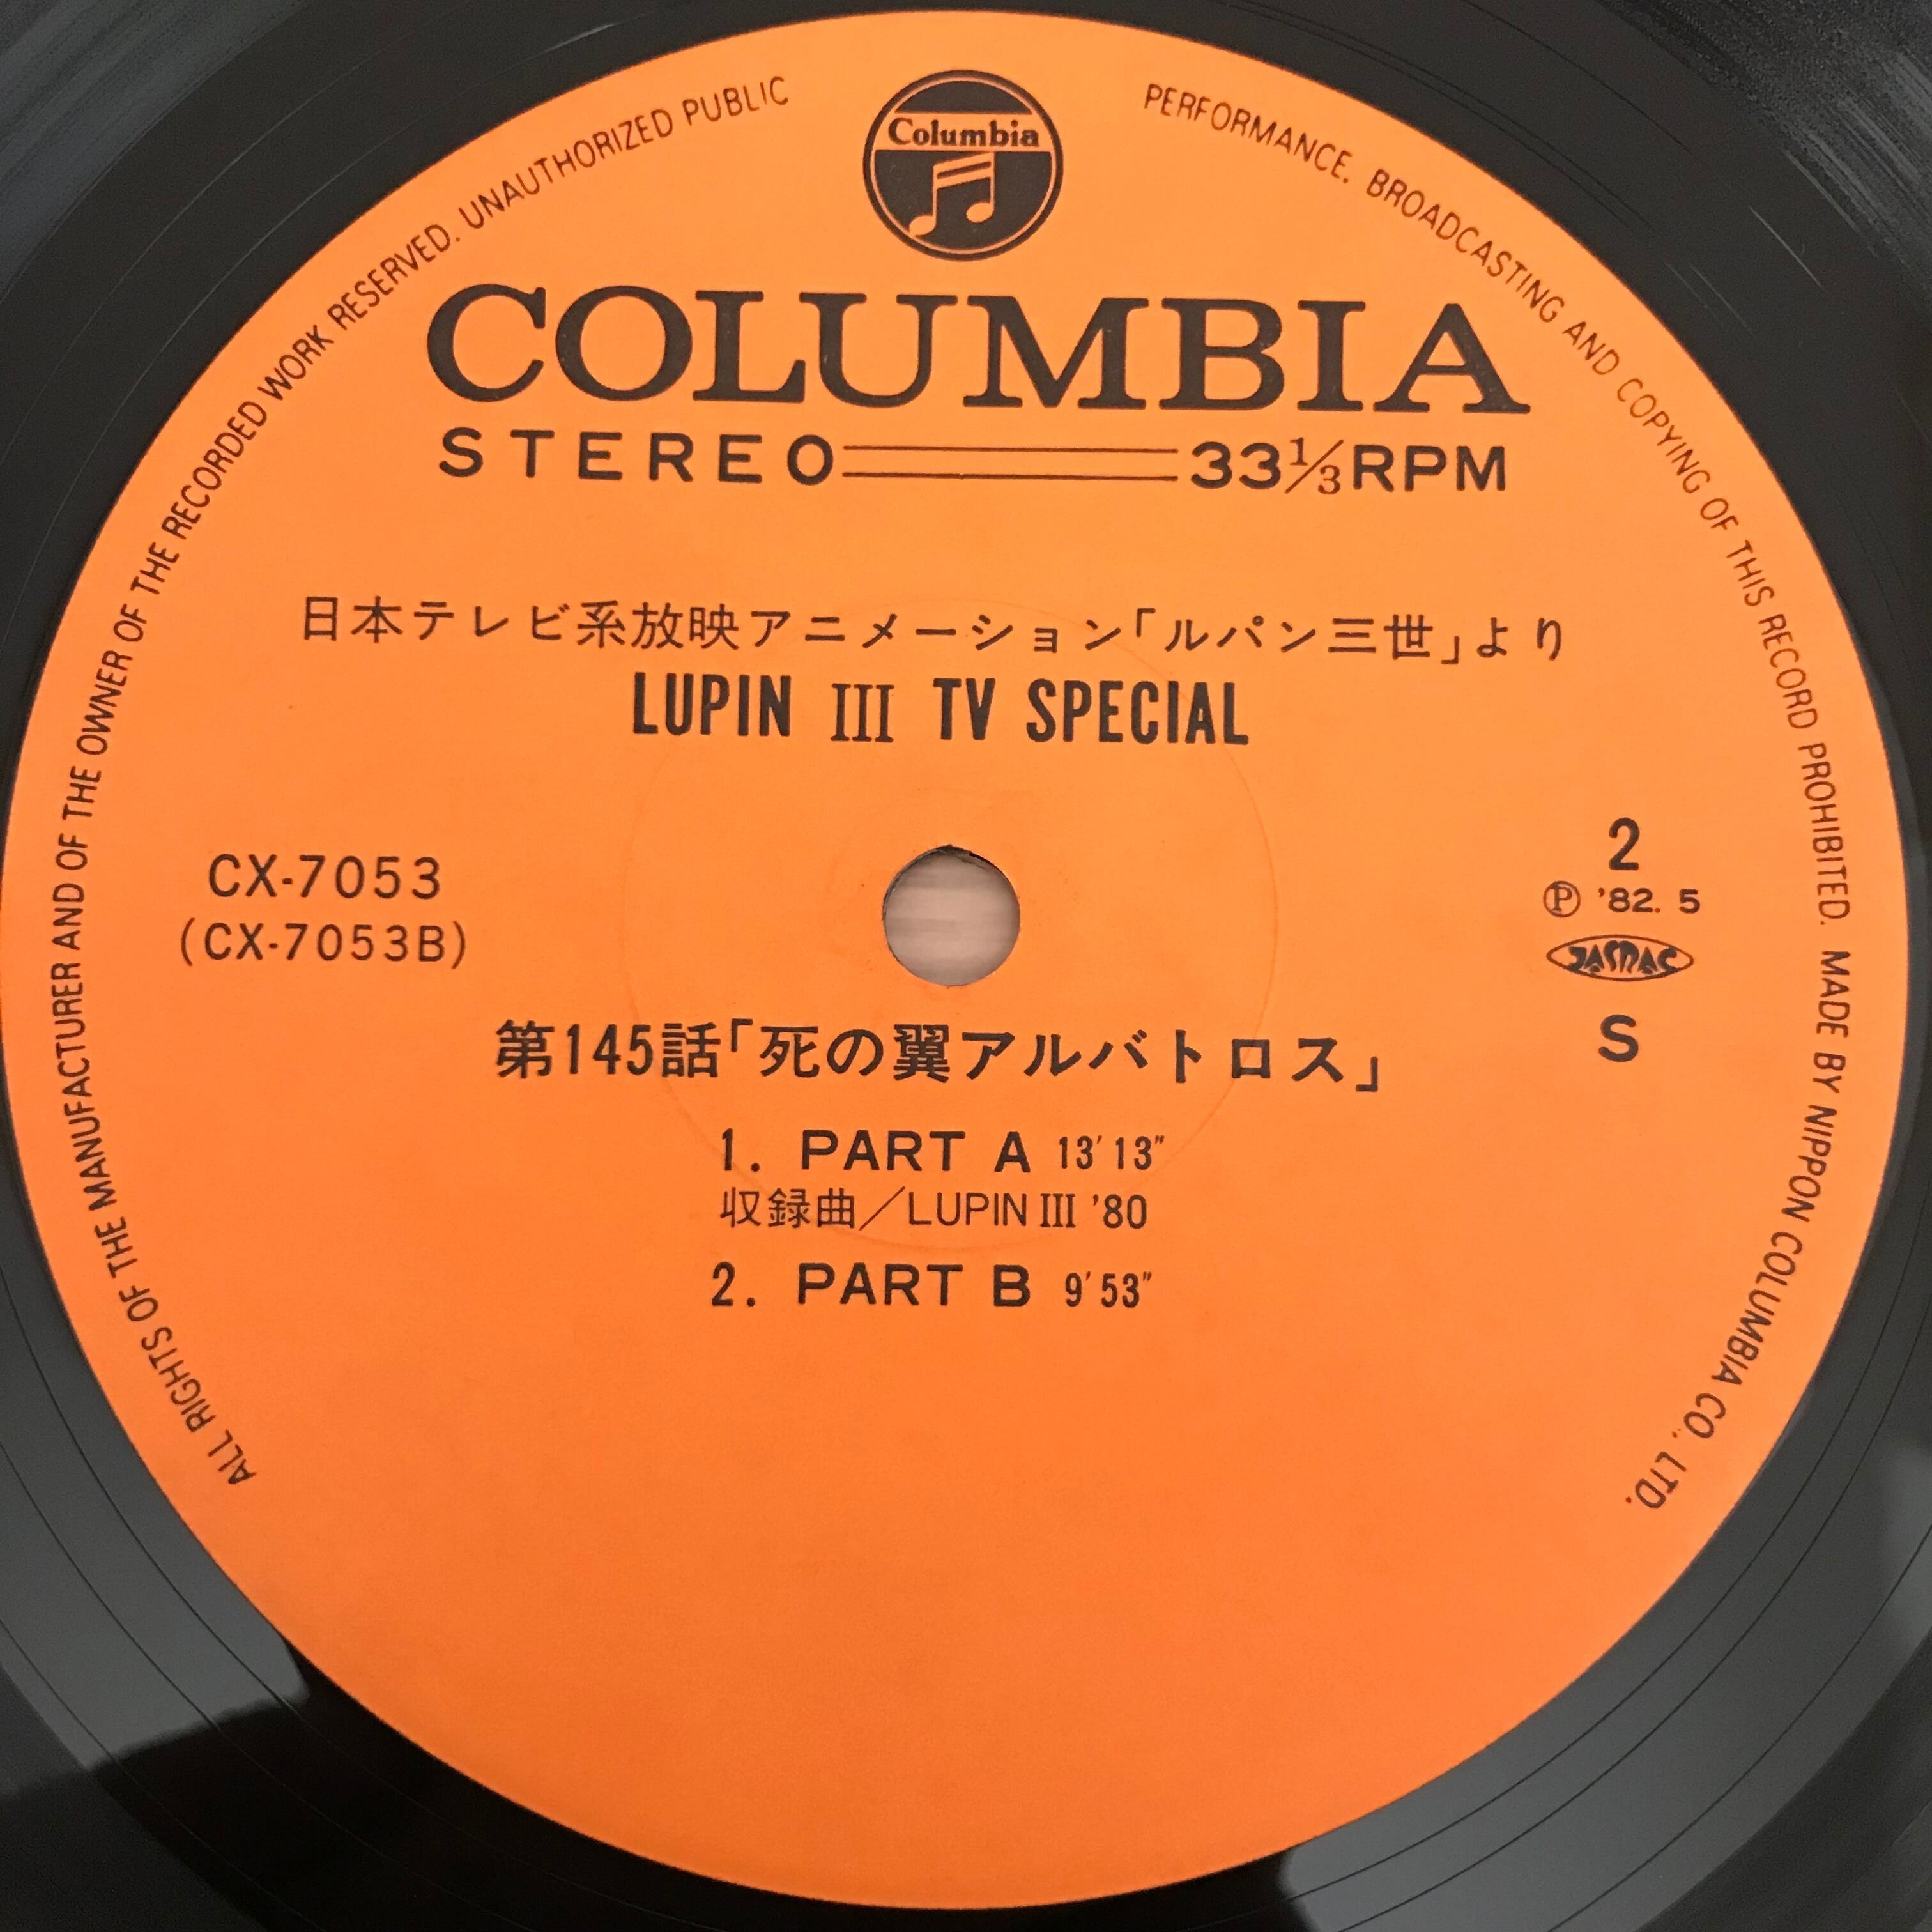 ALL RIGHTS OF THE MANUFACTURER AND OF THE OWNER OF THE RECORDED WORK RESERVED. UNAUTHORIZED PUBLIC PERFORMANCE. BROADCASTING AND COPYING OF THIS RECORD PROHIBITED. MADE BY NIPPON COLUMBIA CO., LTD.
Columbia
COLUMBIA
STEREO 33⅓RPM
日本テレビ系放映アニメーション「ルパン三世」より
LUPIN III TV SPECIAL
CX-7053
(CX-7053B)
2
Ⓟ '82. 5
JASRAC
S
第145話「死の翼アルバトロス」
1. PART A 13′13″
収録曲／LUPIN III '80
2. PART B 9′53″